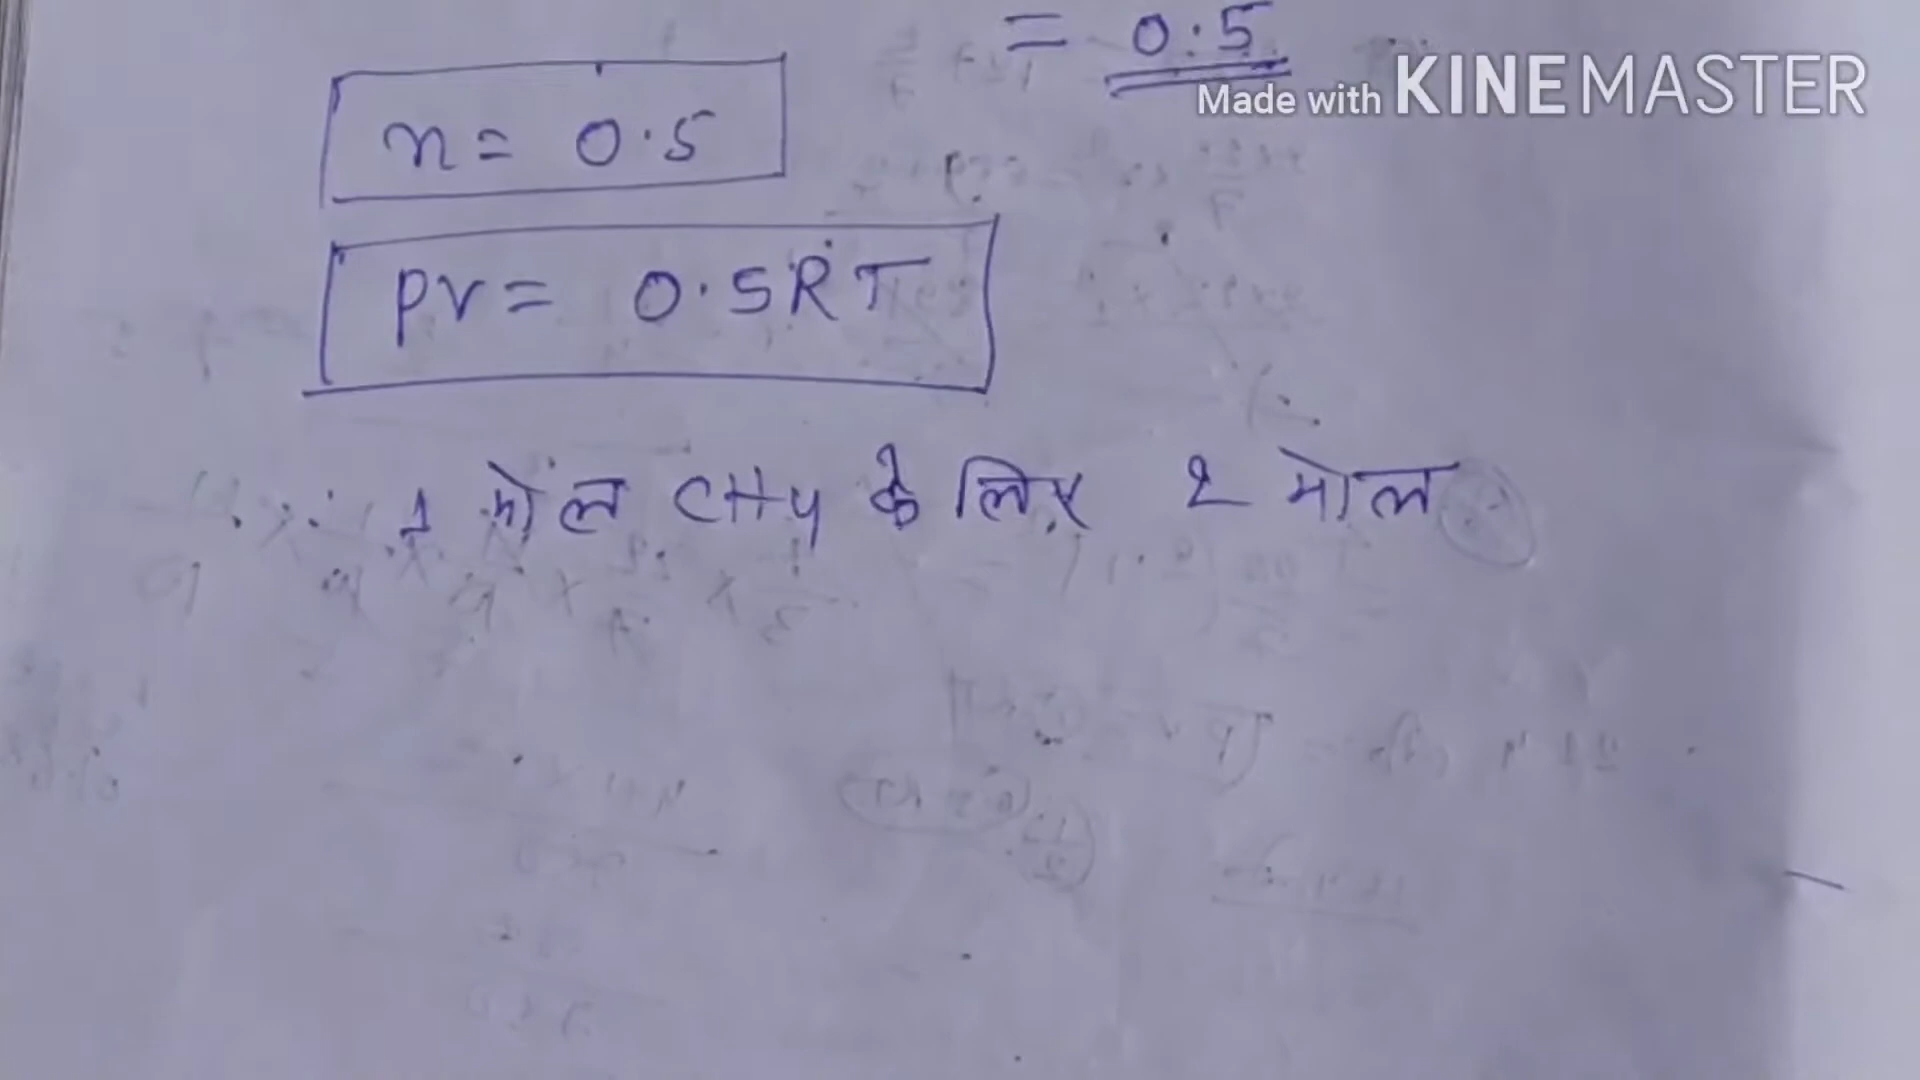 = 0.5
Made with KINEMASTER
n = 0.5
PV = 0.5RT
∴ 1 मोल CH4 के लिए 2 मोल